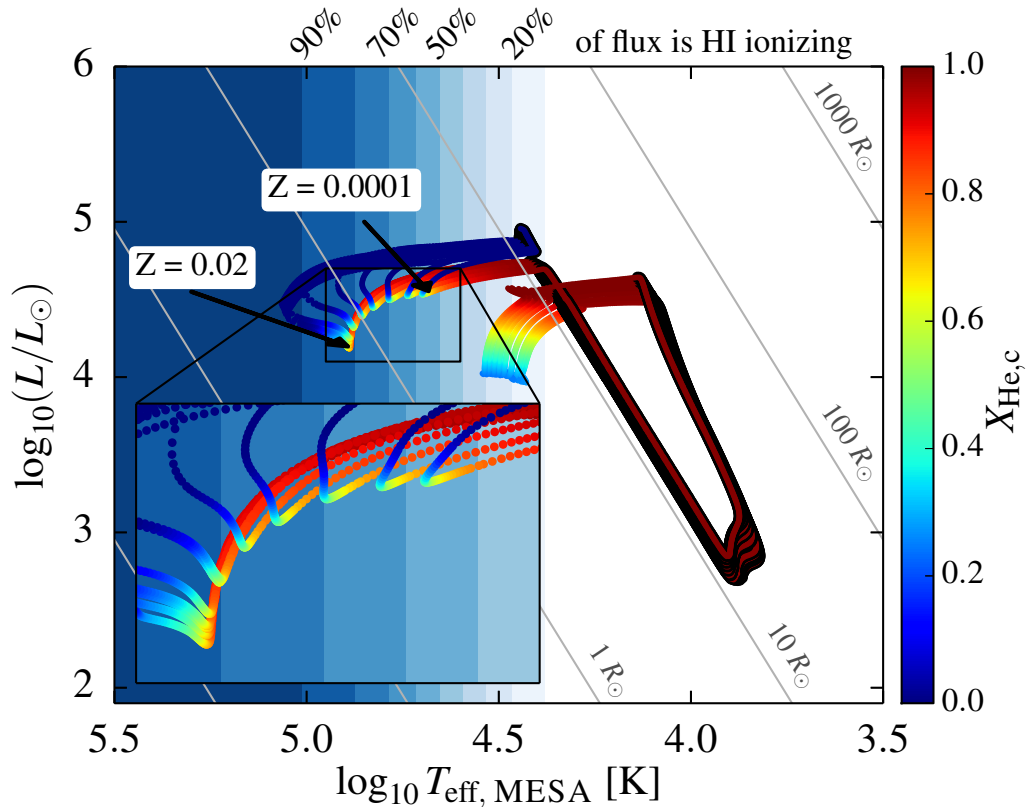 90% 70% 50% 20% of flux is HI ionizing
6
5
4
3
2
log₁₀(L/L☉)
Z = 0.0001
Z = 0.02
1000 R☉
100 R☉
10 R☉
1 R☉
5.5 5.0 4.5 4.0 3.5
log₁₀ T_eff, MESA [K]
1.0
0.8
0.6
0.4
0.2
0.0
X_He,c